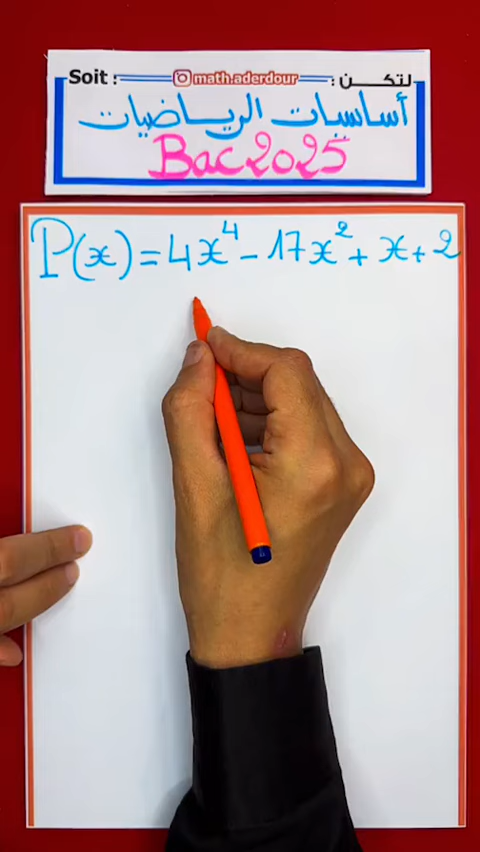 Soit : math.aderdour لتكن :
أساسيات الرياضيات
Bac2025
P(x) = 4x⁴ - 17x² + x + 2